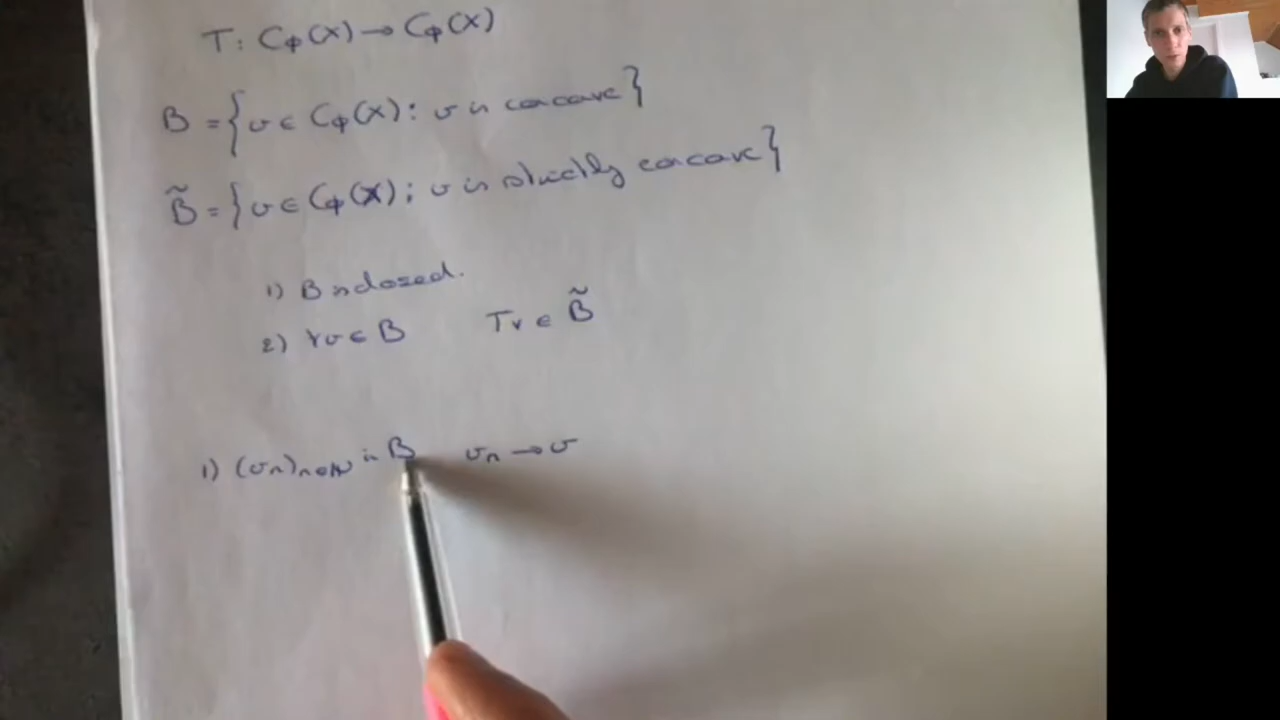 T: Cφ(X) → Cφ(X)
B = {v ∈ Cφ(X): v is concave}
B̃ = {v ∈ Cφ(X); v is strictly concave}
1) B is closed.
2) ∀v ∈ B Tv ∈ B̃
1) (vn)n∈ℕ in B vn → v